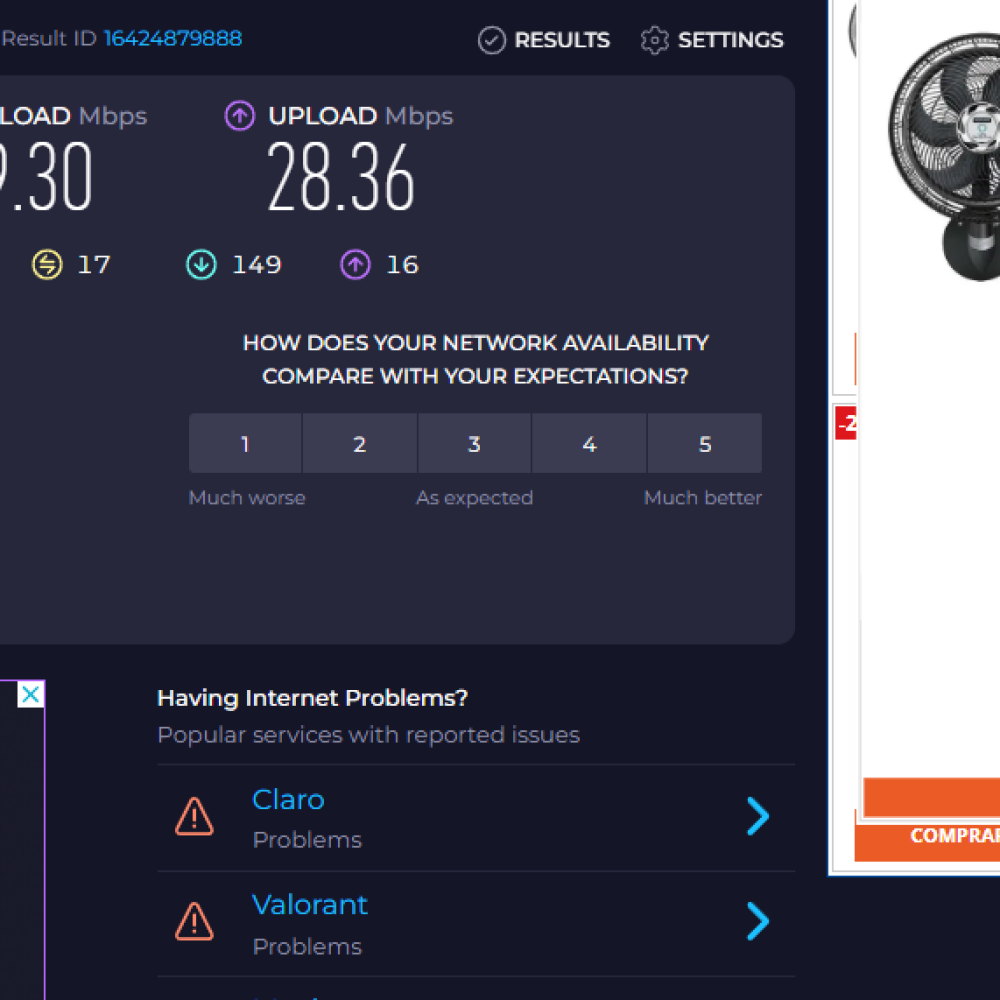 Result ID 16424879888
RESULTS
SETTINGS
LOAD Mbps
UPLOAD Mbps
9.30
28.36
17
149
16
HOW DOES YOUR NETWORK AVAILABILITY
COMPARE WITH YOUR EXPECTATIONS?
1 2 3 4 5
Much worse
As expected
Much better
-2
Having Internet Problems?
Popular services with reported issues
Claro
Problems
COMPRAR
Valorant
Problems